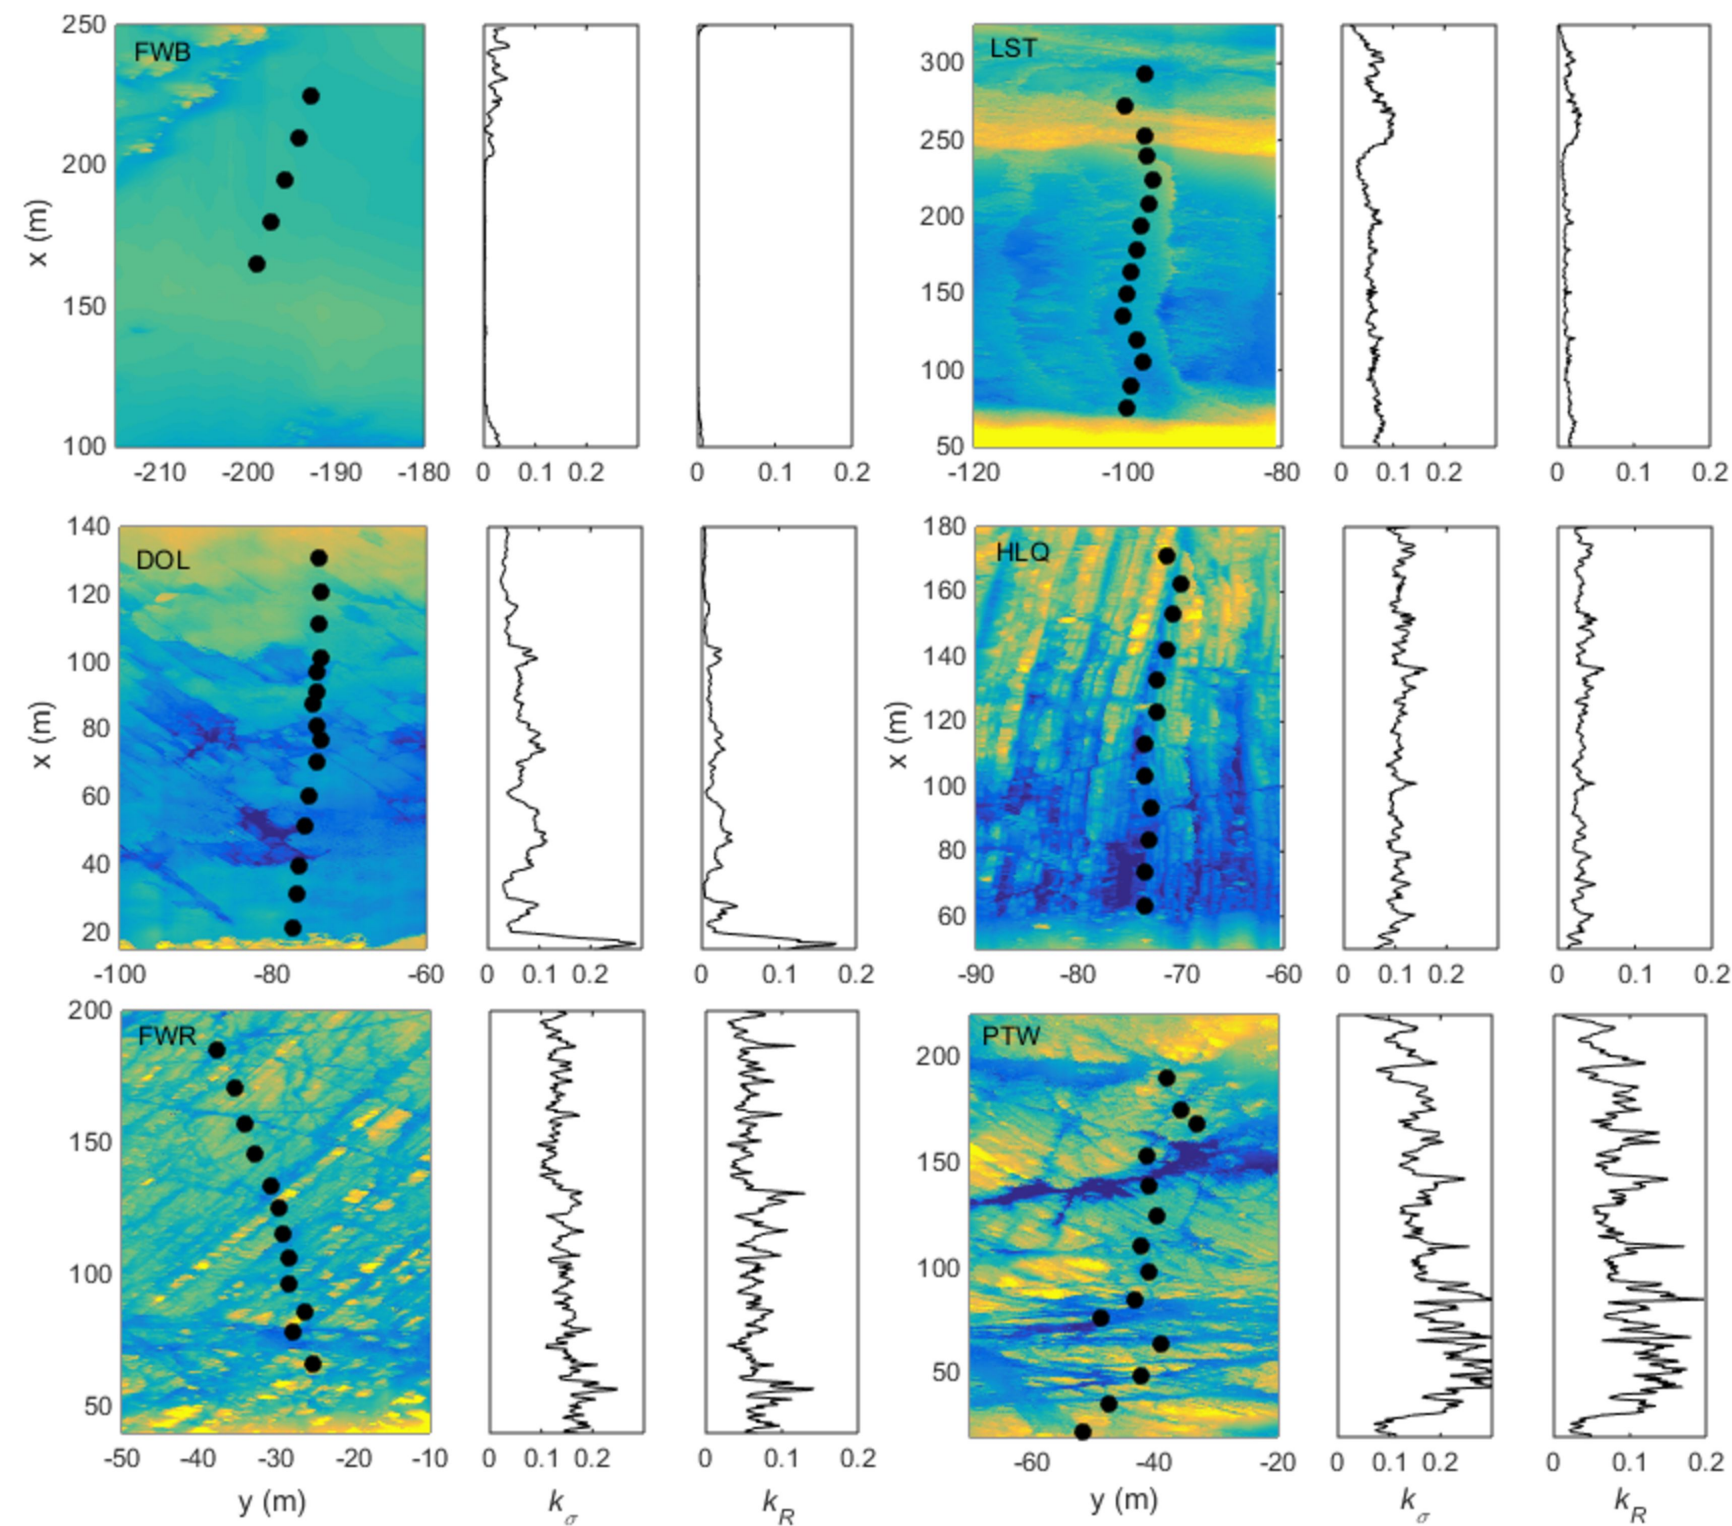 FWB
x (m)
250
200
150
100
-210 -200 -190 -180
0 0.1 0.2
0 0.1 0.2
LST
300
250
200
150
100
50
-120 -100 -80
0 0.1 0.2
0 0.1 0.2
DOL
x (m)
140
120
100
80
60
40
20
-100 -80 -60
0 0.1 0.2
0 0.1 0.2
HLQ
x (m)
180
160
140
120
100
80
60
-90 -80 -70 -60
0 0.1 0.2
0 0.1 0.2
FWR
200
150
100
50
-50 -40 -30 -20 -10
0 0.1 0.2
0 0.1 0.2
y (m) kσ kR
PTW
200
150
100
50
-60 -40 -20
0 0.1 0.2
0 0.1 0.2
y (m) kσ kR